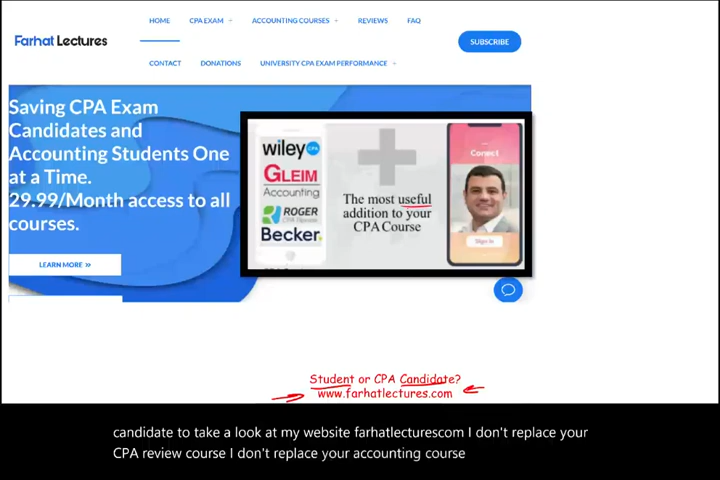 HOME
CPA EXAM
ACCOUNTING COURSES
REVIEWS
FAQ
Farhat Lectures
SUBSCRIBE
CONTACT
DONATIONS
UNIVERSITY CPA EXAM PERFORMANCE
Saving CPA Exam
Candidates and
Accounting Students One
at a Time.
29.99/Month access to all
courses.
LEARN MORE »
wiley CPA
GLEIM
Accounting
ROGER
CPA Review
Becker
The most useful
addition to your
CPA Course
Conect
Sign in
Student or CPA Candidate?
www.farhatlectures.com
candidate to take a look at my website farhatlecturescom I don't replace your
CPA review course I don't replace your accounting course